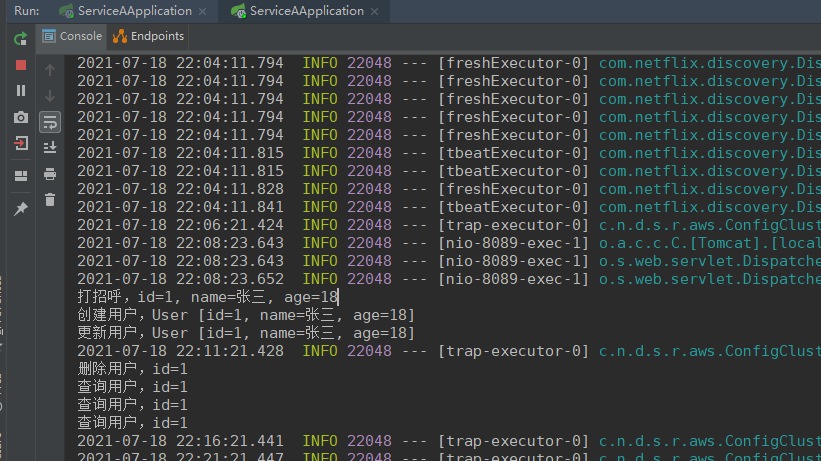 Run: ServiceAApplication × ServiceAApplication ×
Console Endpoints
2021-07-18 22:04:11.794 INFO 22048 --- [freshExecutor-0] com.netflix.discovery.Dis
2021-07-18 22:04:11.794 INFO 22048 --- [freshExecutor-0] com.netflix.discovery.Dis
2021-07-18 22:04:11.794 INFO 22048 --- [freshExecutor-0] com.netflix.discovery.Dis
2021-07-18 22:04:11.794 INFO 22048 --- [freshExecutor-0] com.netflix.discovery.Dis
2021-07-18 22:04:11.794 INFO 22048 --- [freshExecutor-0] com.netflix.discovery.Dis
2021-07-18 22:04:11.815 INFO 22048 --- [tbeatExecutor-0] com.netflix.discovery.Dis
2021-07-18 22:04:11.815 INFO 22048 --- [tbeatExecutor-0] com.netflix.discovery.Dis
2021-07-18 22:04:11.828 INFO 22048 --- [freshExecutor-0] com.netflix.discovery.Dis
2021-07-18 22:04:11.841 INFO 22048 --- [tbeatExecutor-0] com.netflix.discovery.Dis
2021-07-18 22:06:21.424 INFO 22048 --- [trap-executor-0] c.n.d.s.r.aws.ConfigClust
2021-07-18 22:08:23.643 INFO 22048 --- [nio-8089-exec-1] o.a.c.c.C.[Tomcat].[local
2021-07-18 22:08:23.643 INFO 22048 --- [nio-8089-exec-1] o.s.web.servlet.Dispatche
2021-07-18 22:08:23.652 INFO 22048 --- [nio-8089-exec-1] o.s.web.servlet.Dispatche
打招呼，id=1, name=张三, age=18
创建用户，User [id=1, name=张三, age=18]
更新用户，User [id=1, name=张三, age=18]
2021-07-18 22:11:21.428 INFO 22048 --- [trap-executor-0] c.n.d.s.r.aws.ConfigClust
删除用户，id=1
查询用户，id=1
查询用户，id=1
查询用户，id=1
2021-07-18 22:16:21.441 INFO 22048 --- [trap-executor-0] c.n.d.s.r.aws.ConfigClust
2021-07-18 22:21:21.447 INFO 22048 --- [trap-executor-0] c.n.d.s.r.aws.ConfigClust